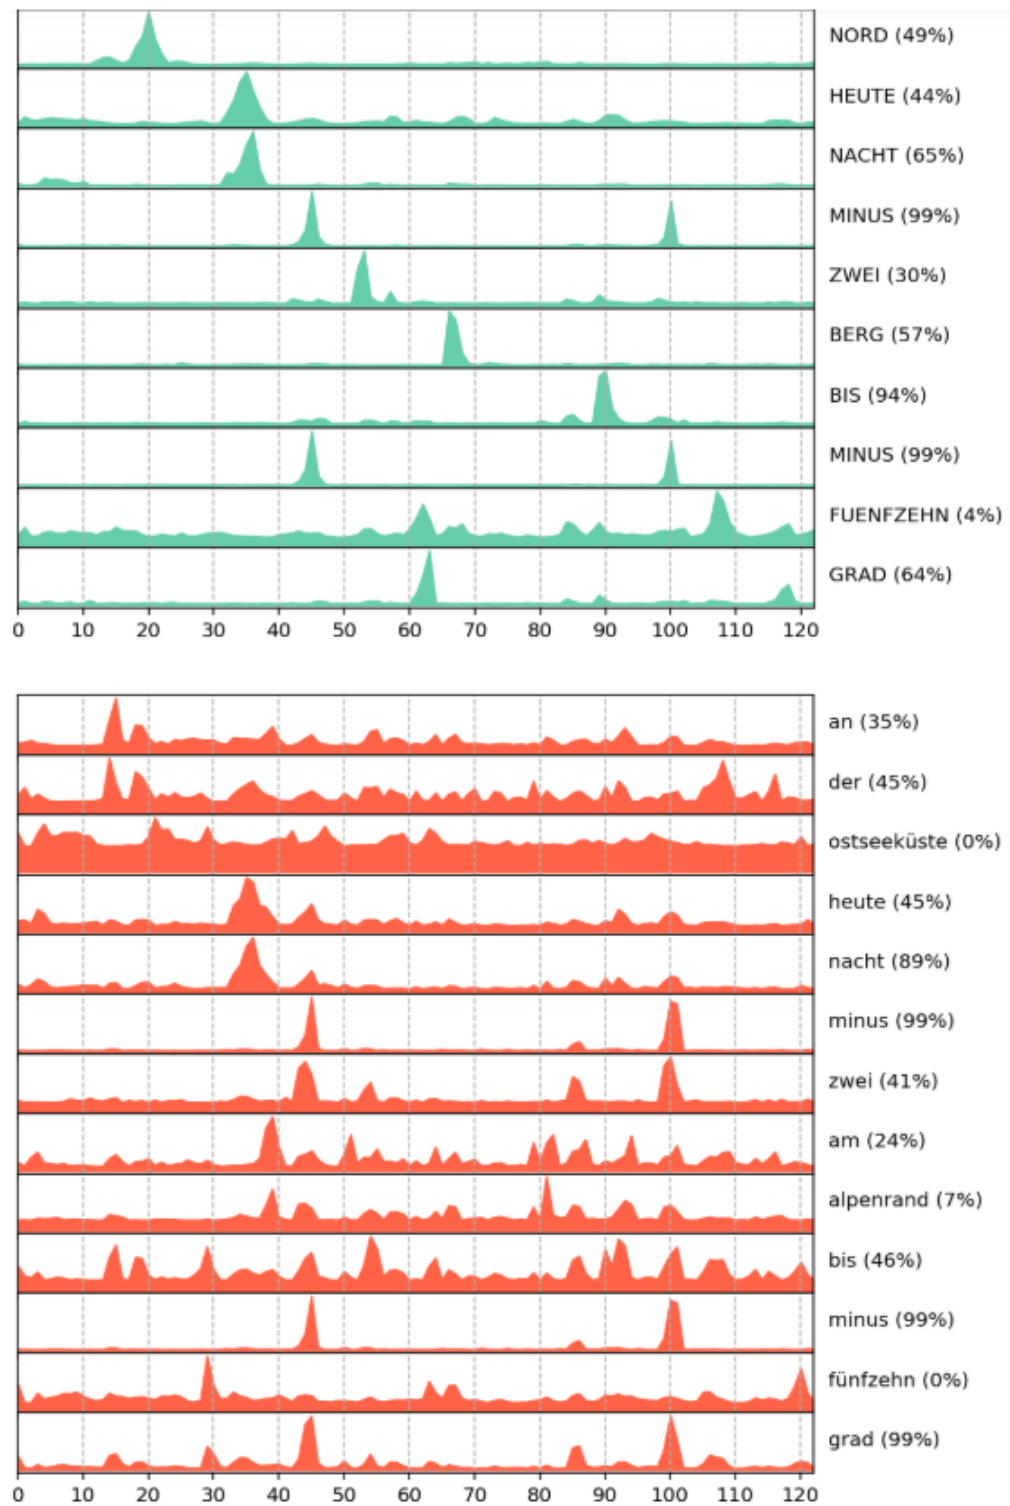 NORD (49%)
HEUTE (44%)
NACHT (65%)
MINUS (99%)
ZWEI (30%)
BERG (57%)
BIS (94%)
MINUS (99%)
FUENFZEHN (4%)
GRAD (64%)
0 10 20 30 40 50 60 70 80 90 100 110 120
an (35%)
der (45%)
ostseeküste (0%)
heute (45%)
nacht (89%)
minus (99%)
zwei (41%)
am (24%)
alpenrand (7%)
bis (46%)
minus (99%)
fünfzehn (0%)
grad (99%)
0 10 20 30 40 50 60 70 80 90 100 110 120